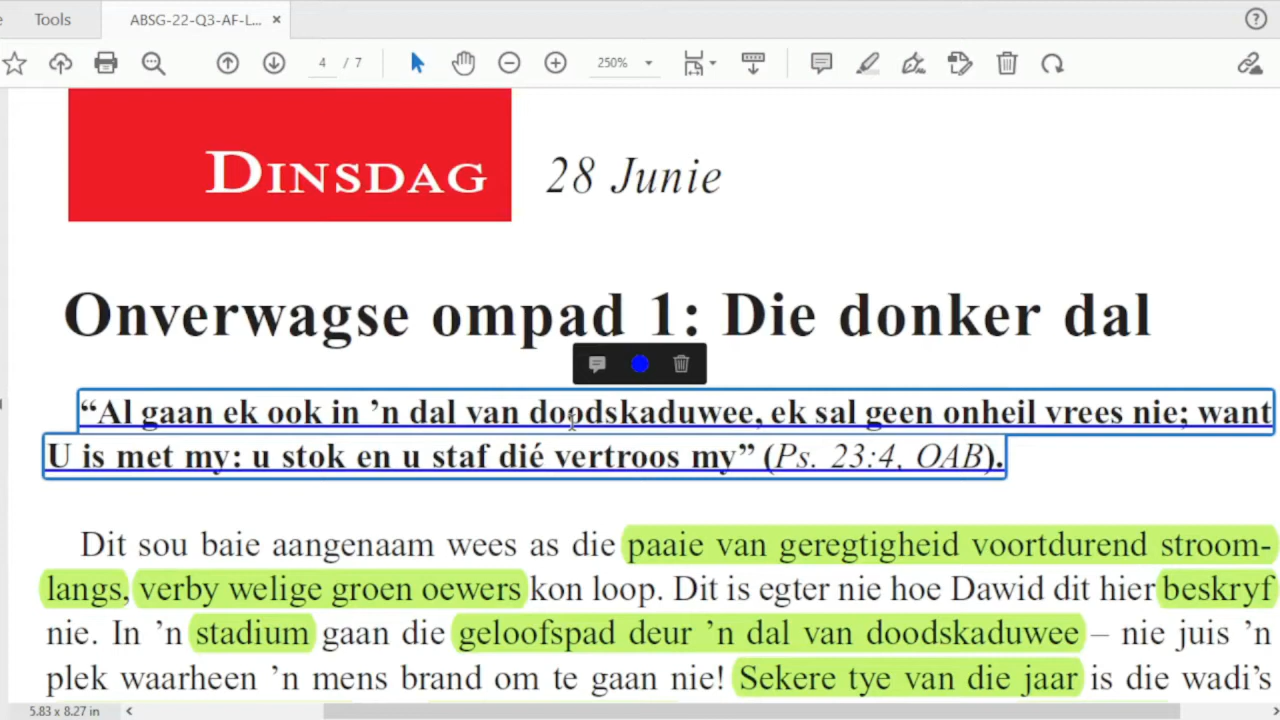 e
Tools
ABSG-22-Q3-AF-L... ×
4 / 7
250%
DINSDAG
28 Junie
Onverwagse ompad 1: Die donker dal
“Al gaan ek ook in ’n dal van doodskaduwee, ek sal geen onheil vrees nie; want
U is met my: u stok en u staf dié vertroos my” (Ps. 23:4, OAB).
Dit sou baie aangenaam wees as die paaie van geregtigheid voortdurend stroom-
langs, verby welige groen oewers kon loop. Dit is egter nie hoe Dawid dit hier beskryf
nie. In ’n stadium gaan die geloofspad deur ’n dal van doodskaduwee – nie juis ’n
plek waarheen ’n mens brand om te gaan nie! Sekere tye van die jaar is die wadi’s
5.83 x 8.27 in